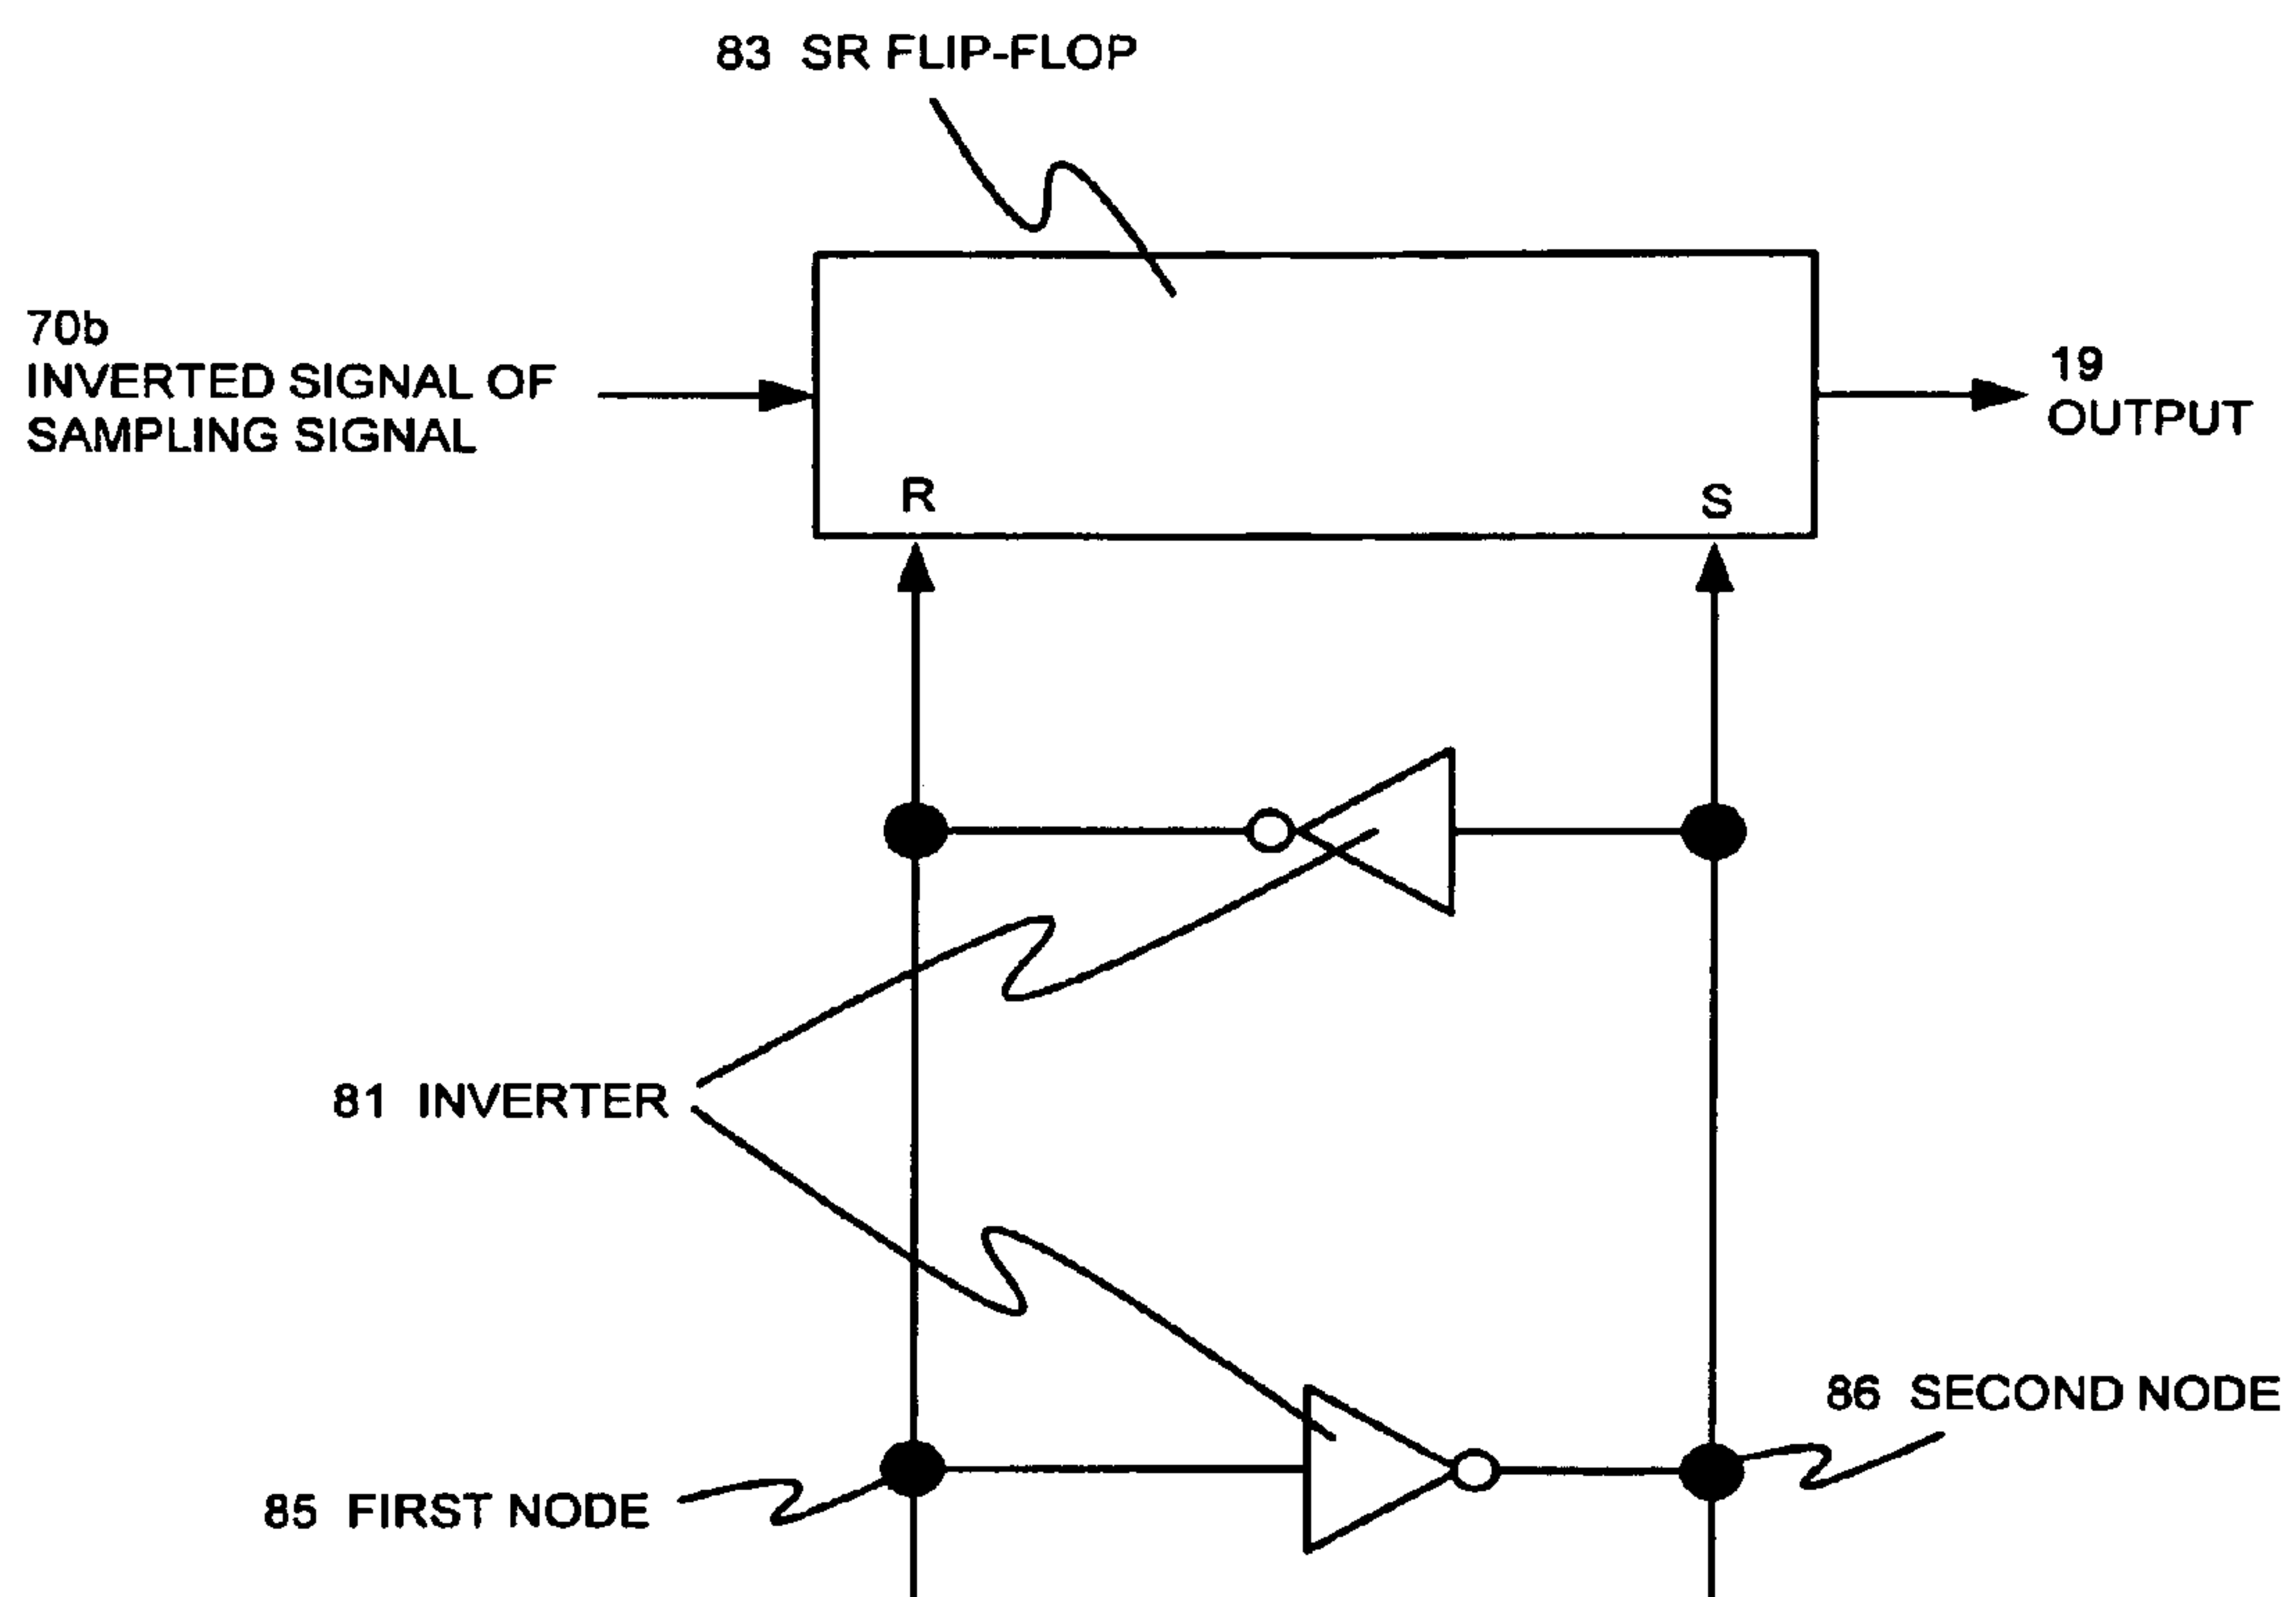 83 SR FLIP-FLOP
70b
INVERTED SIGNAL OF
SAMPLING SIGNAL
19
OUTPUT
R
S
81 INVERTER
86 SECOND NODE
85 FIRST NODE